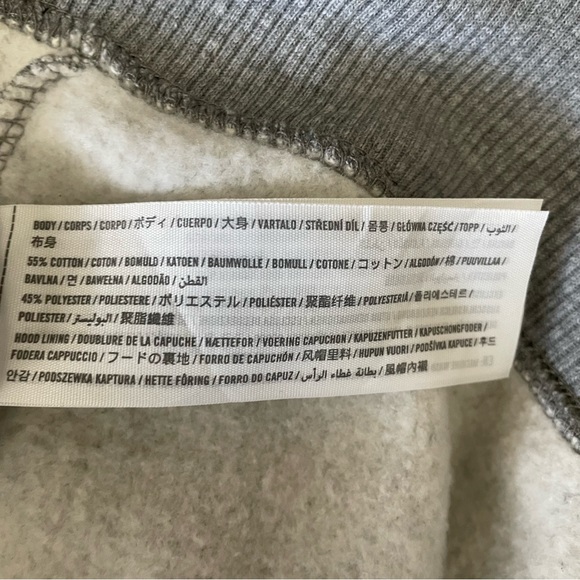 BODY / CORPS / CORPO / ボディ / CUERPO / 大身 / VARTALO / STŘEDNÍ DÍL / 몸통 / GŁÓWNA CZĘŚĆ / TOPP / الثوب /
布身
55% COTTON / COTON / BOMULD / KATOEN / BAUMWOLLE / BOMULL / COTONE / コットン / ALGODÓN / 棉 / PUUVILLAA /
BAVLNA / 면 / BAWEŁNA / ALGODÃO / القطن
45% POLYESTER / POLIESTERE / ポリエステル / POLIÉSTER / 聚酯纤维 / POLYESTERIÄ / 폴리에스테르 /
POLIESTER / البوليستر / 聚脂纖維
HOOD LINING / DOUBLURE DE LA CAPUCHE / HÆTTEFOR / VOERING CAPUCHON / KAPUZENFUTTER / KAPUSCHONGFODER /
FODERA CAPPUCCIO / フードの裏地 / FORRO DE CAPUCHÓN / 风帽里料 / HUPUN VUORI / PODŠÍVKA KAPUCE / 후드
안감 / PODSZEWKA KAPTURA / HETTE FÔRING / FORRO DO CAPUZ / بطانة غطاء الرأس / 風帽內襯